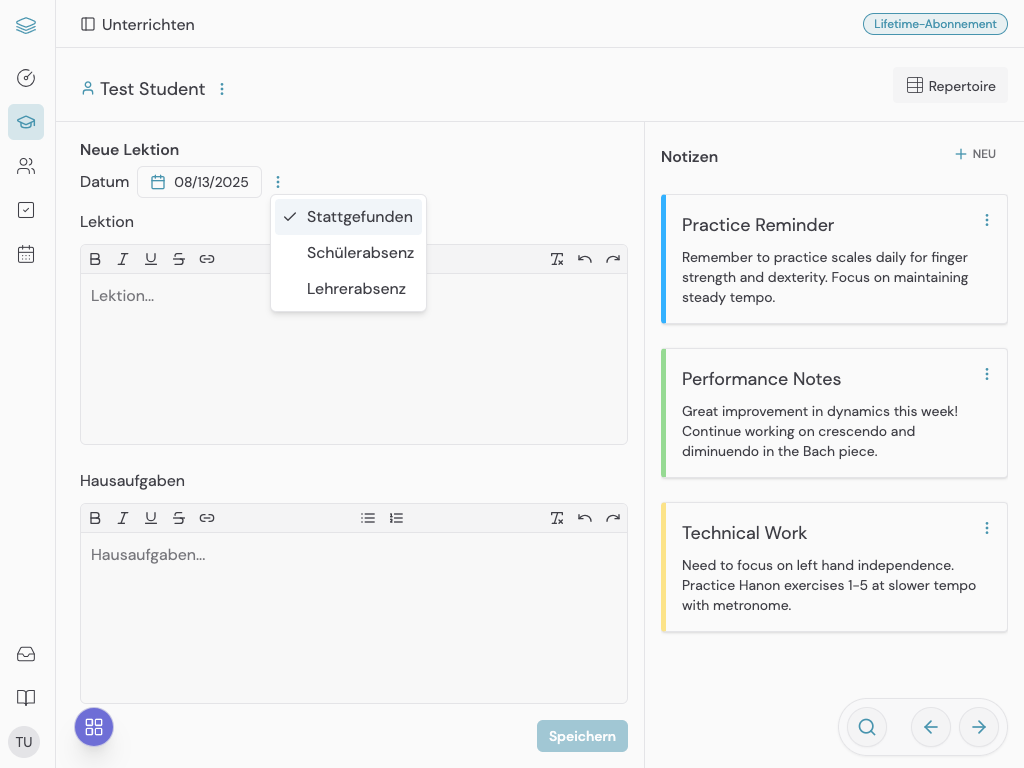 Unterrichten
Lifetime-Abonnement
Test Student
Repertoire
Neue Lektion
Datum 08/13/2025
Stattgefunden
Schülerabsenz
Lehrerabsenz
Lektion
Lektion...
Hausaufgaben
Hausaufgaben...
Speichern
Notizen
NEU
Practice Reminder
Remember to practice scales daily for finger
strength and dexterity. Focus on maintaining
steady tempo.
Performance Notes
Great improvement in dynamics this week!
Continue working on crescendo and
diminuendo in the Bach piece.
Technical Work
Need to focus on left hand independence.
Practice Hanon exercises 1-5 at slower tempo
with metronome.
TU